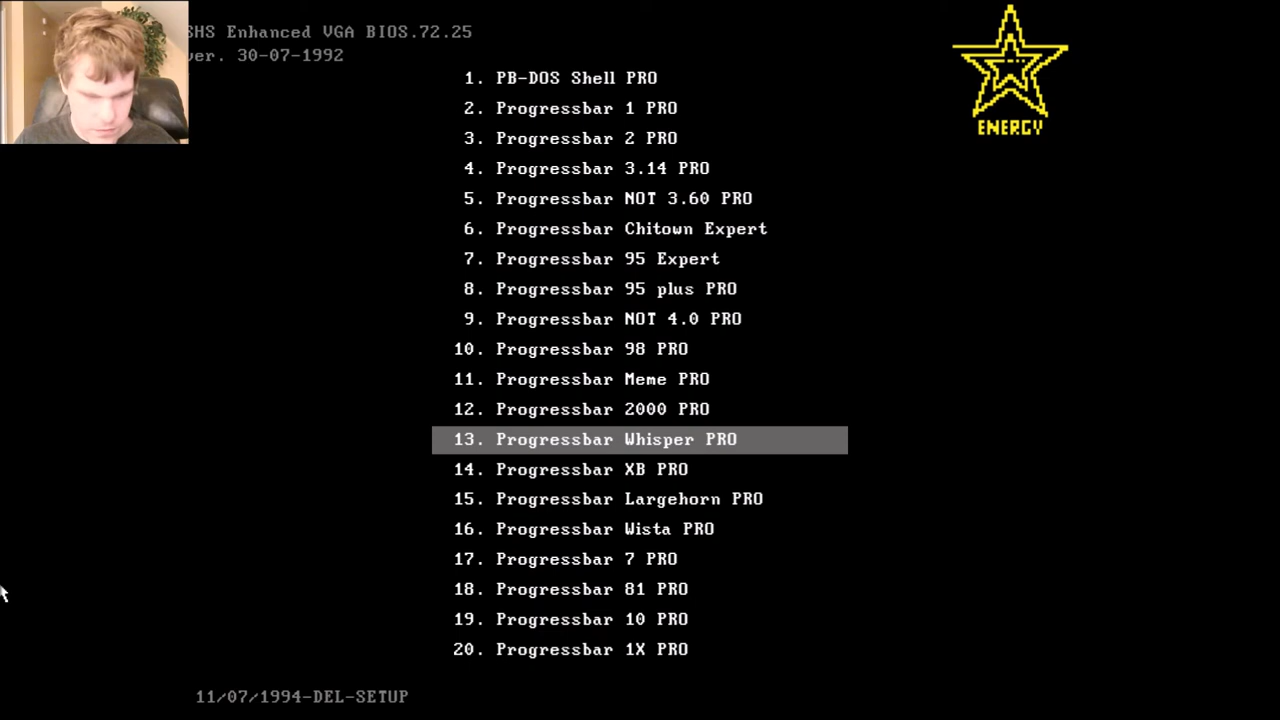 SHS Enhanced VGA BIOS.72.25
ver. 30-07-1992
ENERGY
1. PB-DOS Shell PRO
2. Progressbar 1 PRO
3. Progressbar 2 PRO
4. Progressbar 3.14 PRO
5. Progressbar NOT 3.60 PRO
6. Progressbar Chitown Expert
7. Progressbar 95 Expert
8. Progressbar 95 plus PRO
9. Progressbar NOT 4.0 PRO
10. Progressbar 98 PRO
11. Progressbar Meme PRO
12. Progressbar 2000 PRO
13. Progressbar Whisper PRO
14. Progressbar XB PRO
15. Progressbar Largehorn PRO
16. Progressbar Wista PRO
17. Progressbar 7 PRO
18. Progressbar 81 PRO
19. Progressbar 10 PRO
20. Progressbar 1X PRO
11/07/1994-DEL-SETUP